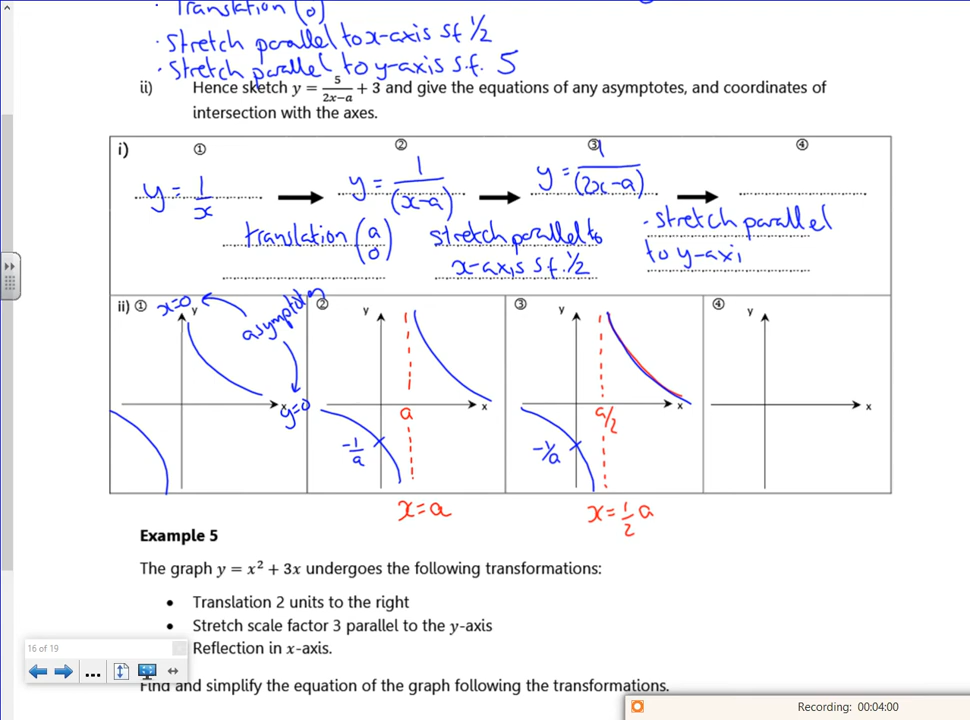 · Translation (0)
· Stretch parallel to x-axis sf 1/2
· Stretch parallel to y-axis s.f. 5
ii) Hence sketch y = 5/(2x−a) + 3 and give the equations of any asymptotes, and coordinates of
intersection with the axes.
i) ① ② ③ ④
y = 1/x
y = 1/(x-a)
y = 1/(2x-a)
translation (a 0)
stretch parallel to
x-axis s.f. 1/2
- stretch parallel
to y-axi
ii) ① x=0 y
asymptotes
x
y=0
② y
a
x
-1/a
x=a
③ y
a/2
x
-1/a
x = 1/2 a
④ y
x
Example 5
The graph y = x² + 3x undergoes the following transformations:
• Translation 2 units to the right
• Stretch scale factor 3 parallel to the y-axis
Reflection in x-axis.
Find and simplify the equation of the graph following the transformations.
16 of 19
...
Recording: 00:04:00